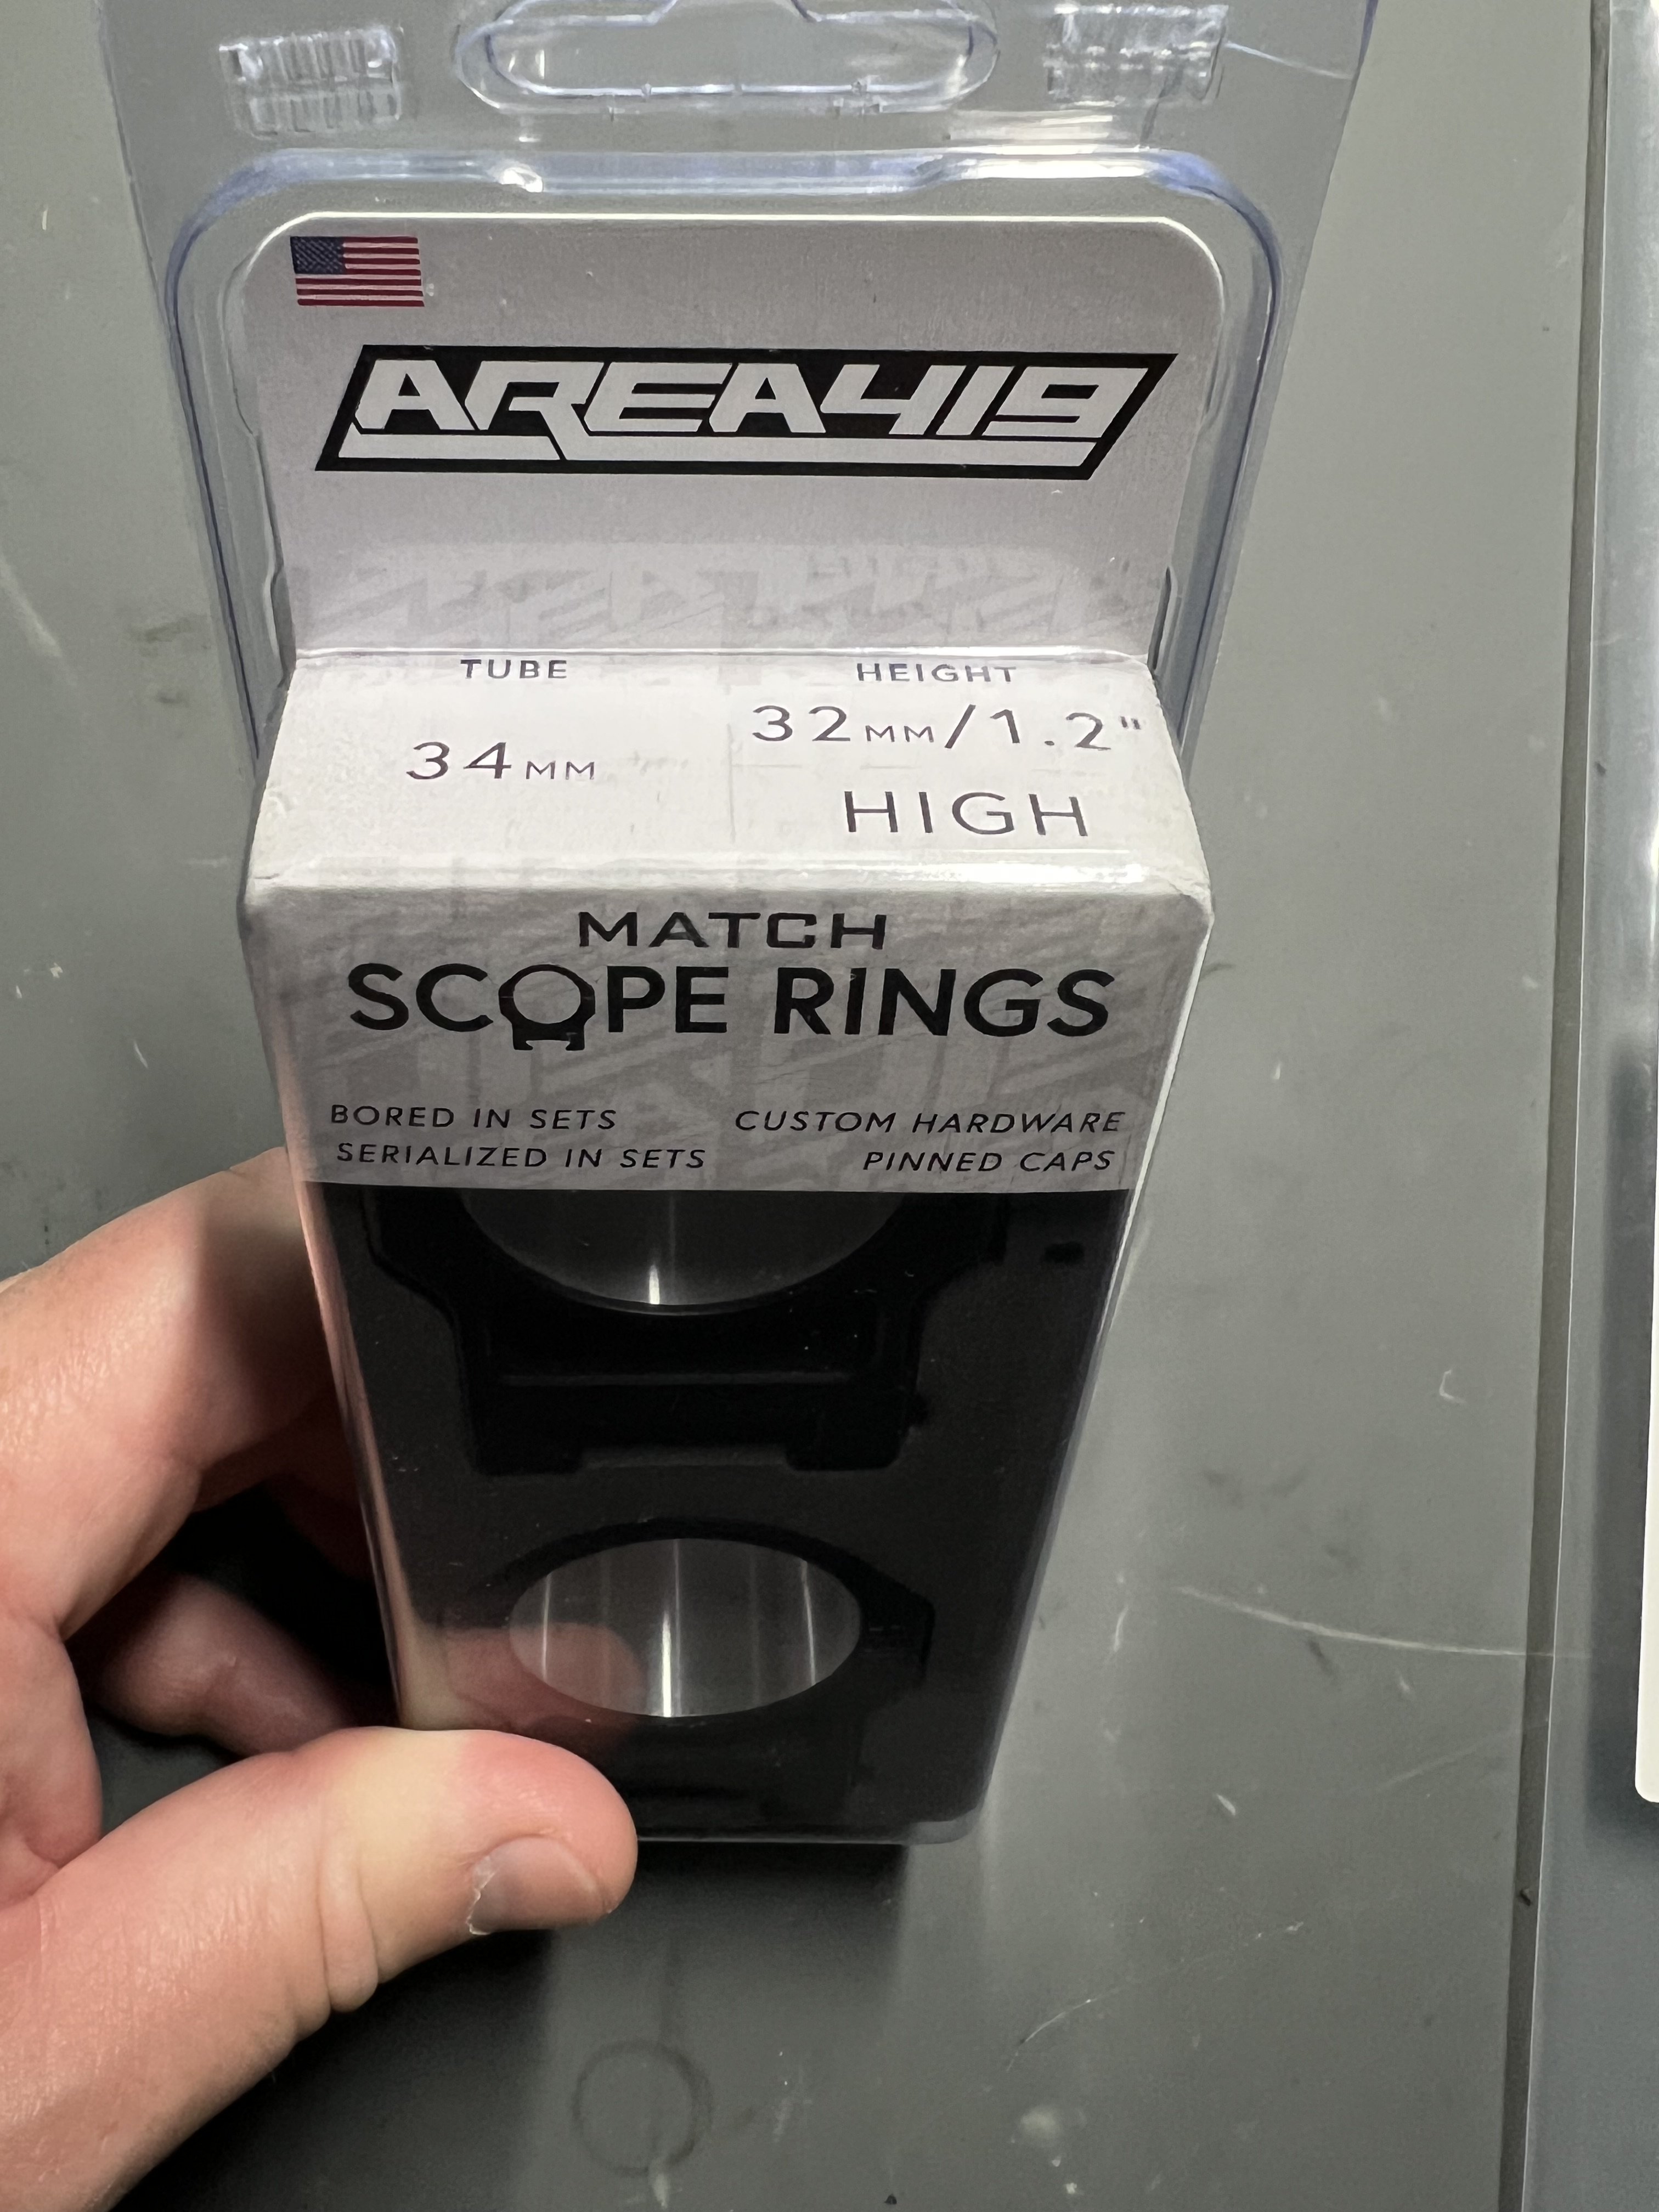 AREA419
TUBE
HEIGHT
34MM
32MM/1.2"
HIGH
MATCH
SCOPE RINGS
BORED IN SETS
CUSTOM HARDWARE
SERIALIZED IN SETS
PINNED CAPS